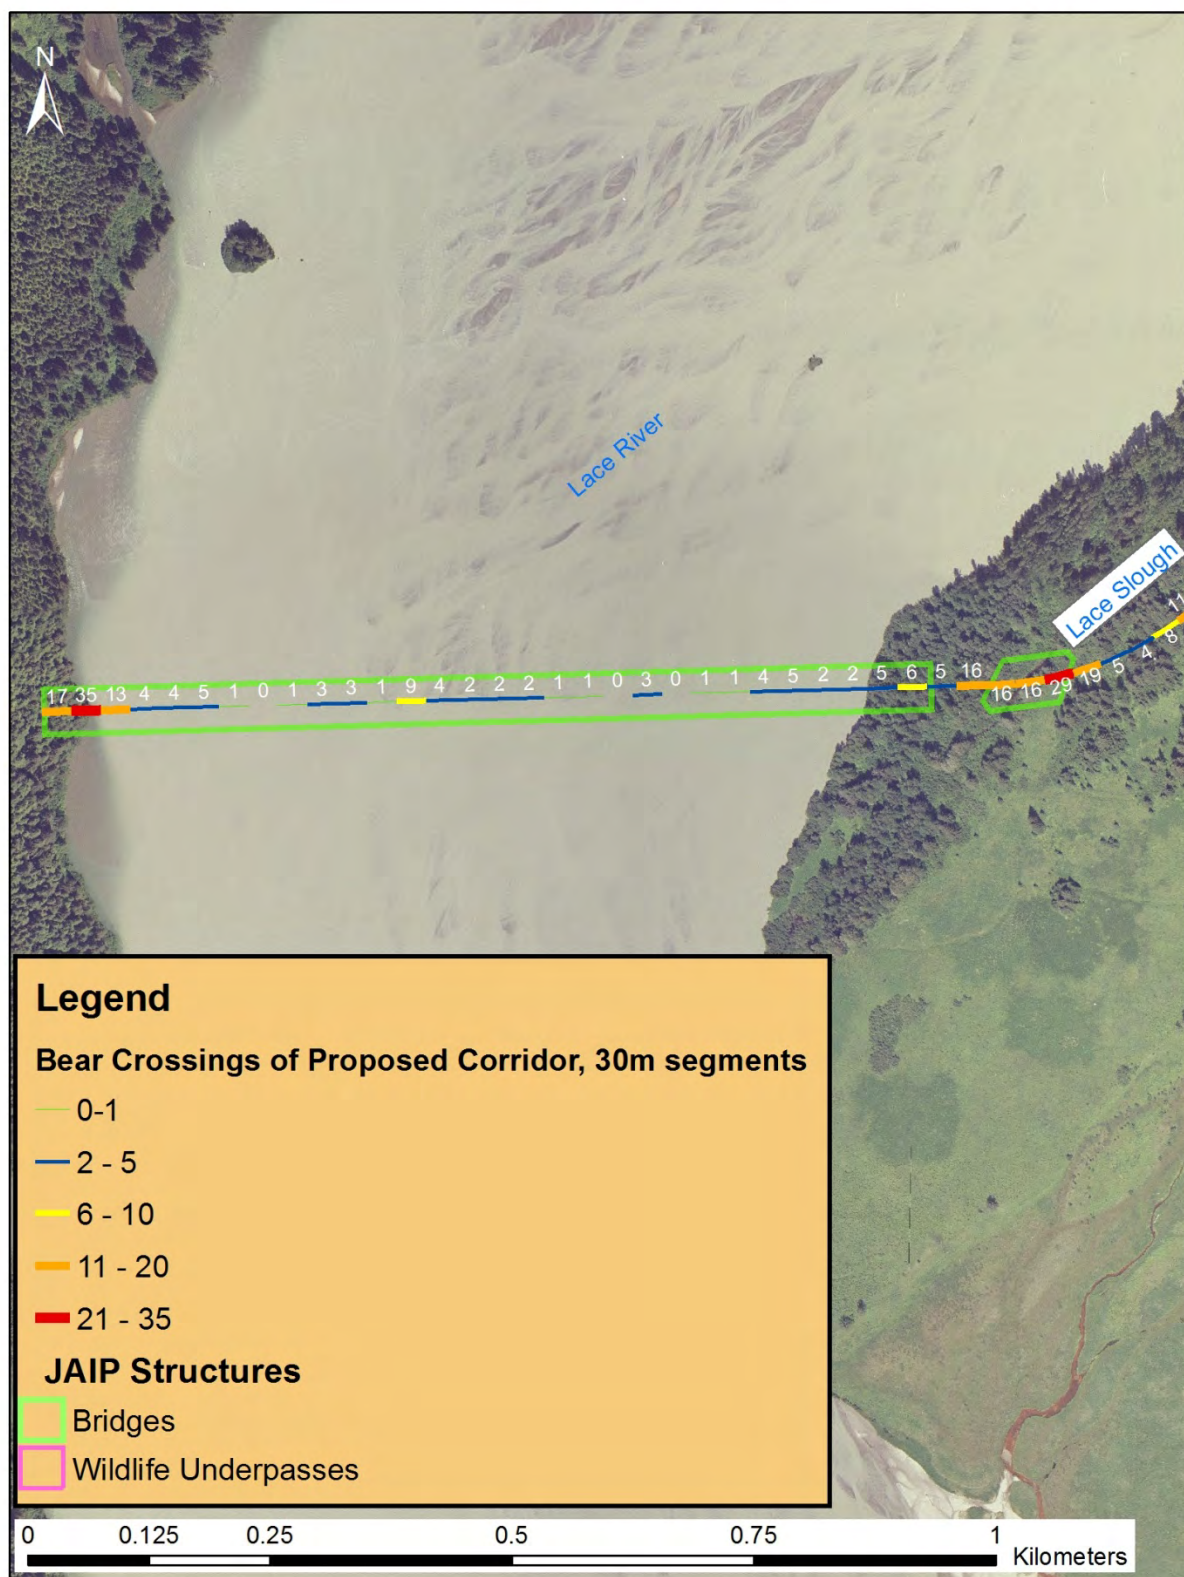 N
Lace River
Lace Slough
17 35 13 4 4 5 1 0 1 3 3 1 9 4 2 2 2 1 1 0 3 0 1 1 4 5 2 2 5 6 5 16
16 16 29 19 5 4 8 11
Legend
Bear Crossings of Proposed Corridor, 30m segments
0-1
2 - 5
6 - 10
11 - 20
21 - 35
JAIP Structures
Bridges
Wildlife Underpasses
0 0.125 0.25 0.5 0.75 1
Kilometers